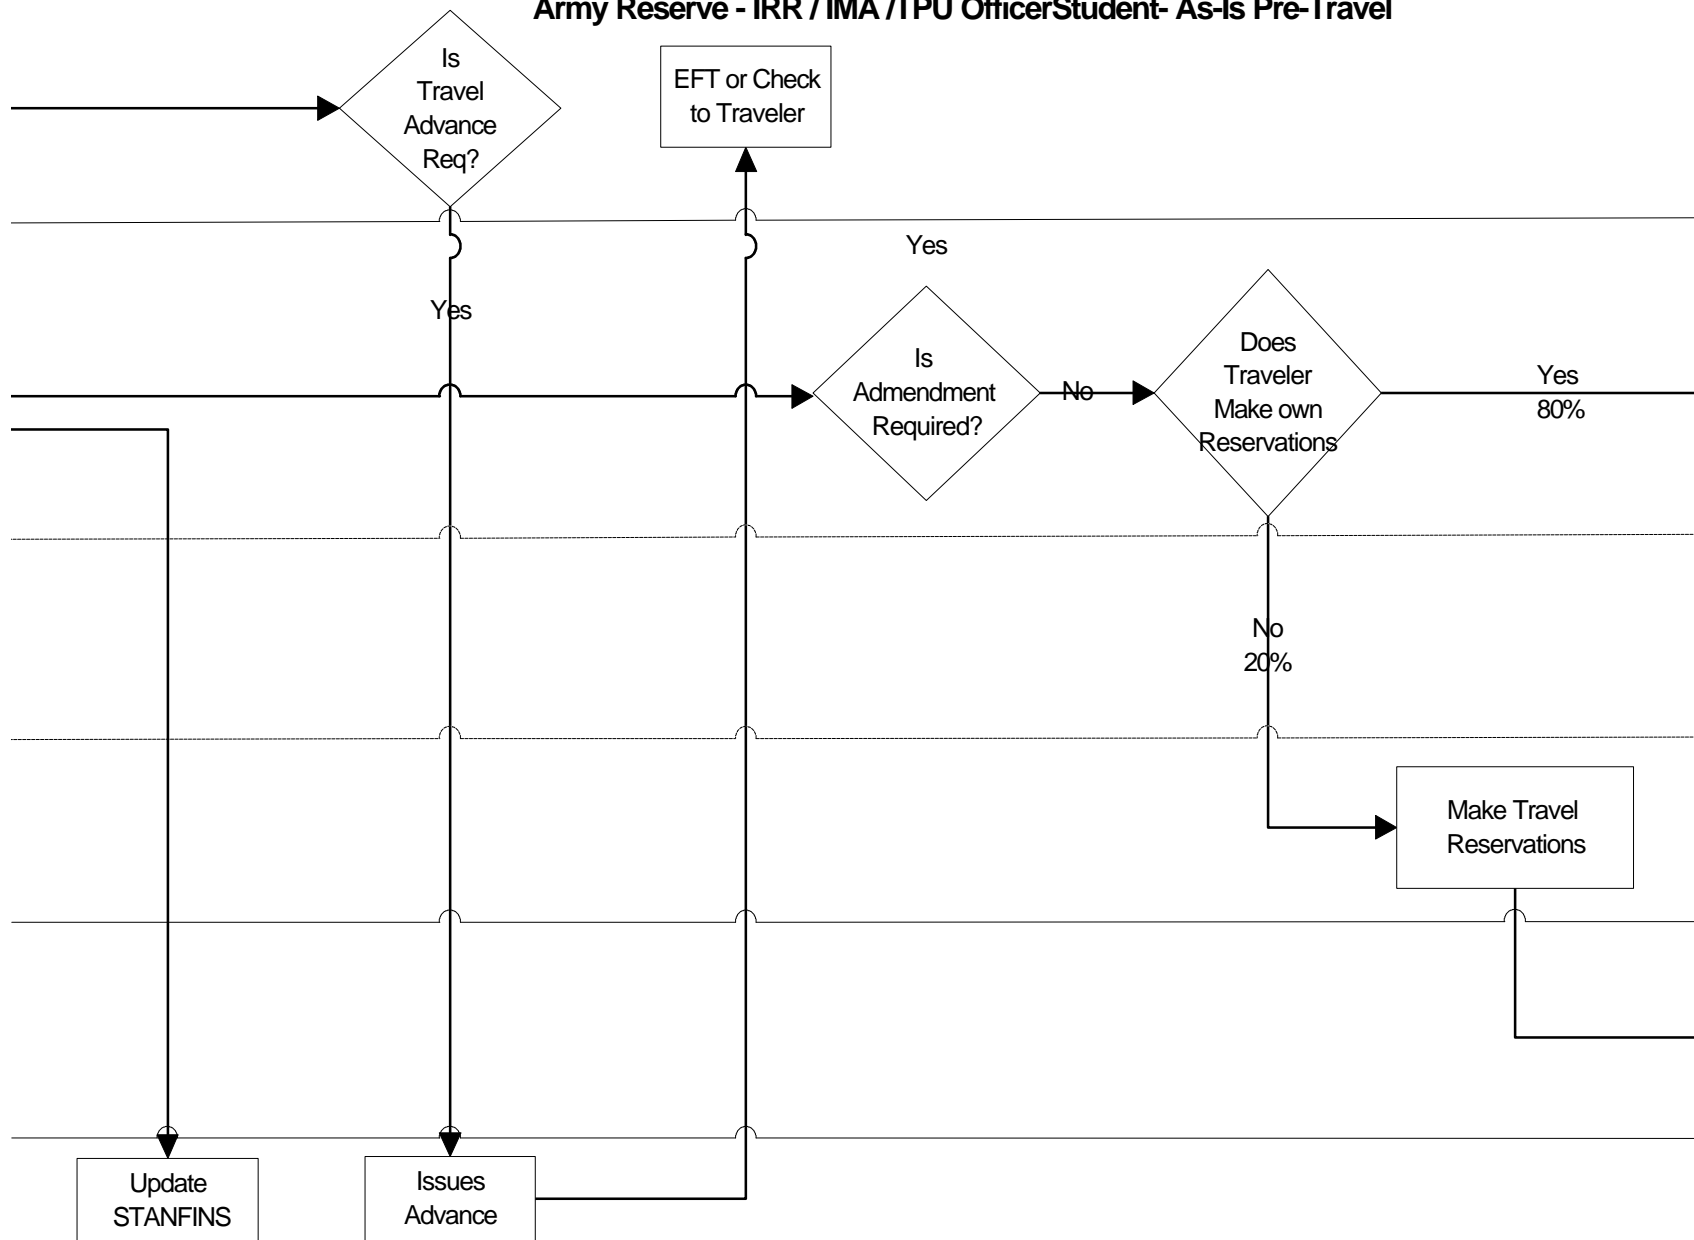 Army Reserve - IRR / IMA /TPU OfficerStudent- As-Is Pre-Travel
Is
Travel
Advance
Req?
EFT or Check
to Traveler
Yes
Yes
Is
Admendment
Required?
No
Does
Traveler
Make own
Reservations
Yes
80%
No
20%
Make Travel
Reservations
Update
STANFINS
Issues
Advance